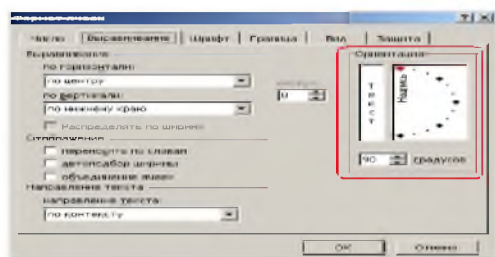 Формат ячеек
Число Выравнивание Шрифт Граница Вид Защита
Выравнивание
по горизонтали:
по центру
по вертикали:
по нижнему краю
Распределять по ширине
Отображение
переносить по словам
автоподбор ширины
объединение ячеек
Направление текста
направление текста:
по контексту
отступ:
0
Ориентация
Т
е
к
с
т
Надпись
90 градусов
ОК Отмена